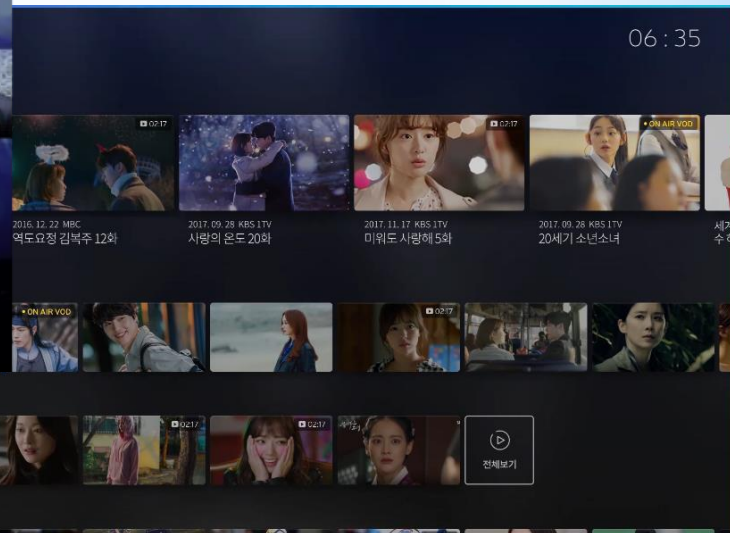 06 : 35
02:17
02:17
• ON AIR VOD
2016. 12. 22 MBC
역도요정 김복주 12화
2017. 09. 28 KBS 1TV
사랑의 온도 20화
2017. 11. 17 KBS 1TV
미워도 사랑해 5화
2017. 09. 28 KBS 1TV
20세기 소년소녀
• ON AIR VOD
02:17
02:17
02:17
전체보기